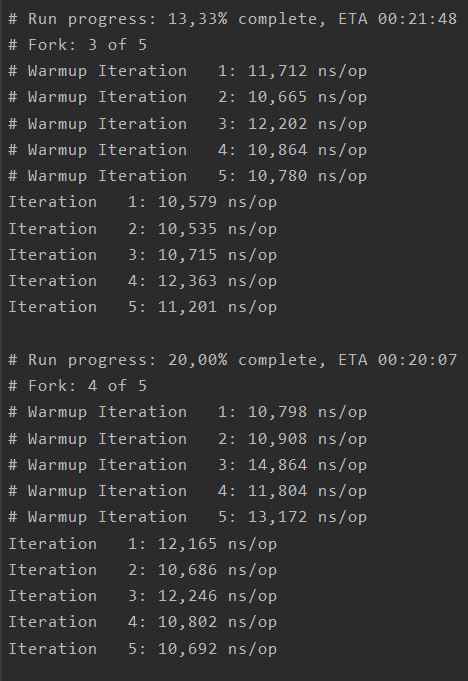 # Run progress: 13,33% complete, ETA 00:21:48
# Fork: 3 of 5
# Warmup Iteration   1: 11,712 ns/op
# Warmup Iteration   2: 10,665 ns/op
# Warmup Iteration   3: 12,202 ns/op
# Warmup Iteration   4: 10,864 ns/op
# Warmup Iteration   5: 10,780 ns/op
Iteration   1: 10,579 ns/op
Iteration   2: 10,535 ns/op
Iteration   3: 10,715 ns/op
Iteration   4: 12,363 ns/op
Iteration   5: 11,201 ns/op

# Run progress: 20,00% complete, ETA 00:20:07
# Fork: 4 of 5
# Warmup Iteration   1: 10,798 ns/op
# Warmup Iteration   2: 10,908 ns/op
# Warmup Iteration   3: 14,864 ns/op
# Warmup Iteration   4: 11,804 ns/op
# Warmup Iteration   5: 13,172 ns/op
Iteration   1: 12,165 ns/op
Iteration   2: 10,686 ns/op
Iteration   3: 12,246 ns/op
Iteration   4: 10,802 ns/op
Iteration   5: 10,692 ns/op